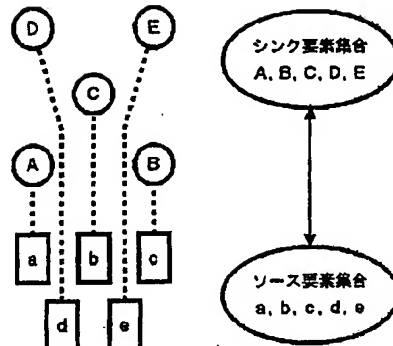 D
E
C
A
B
a
b
c
d
e
シンク要素集合
A, B, C, D, E
ソース要素集合
a, b, c, d, e